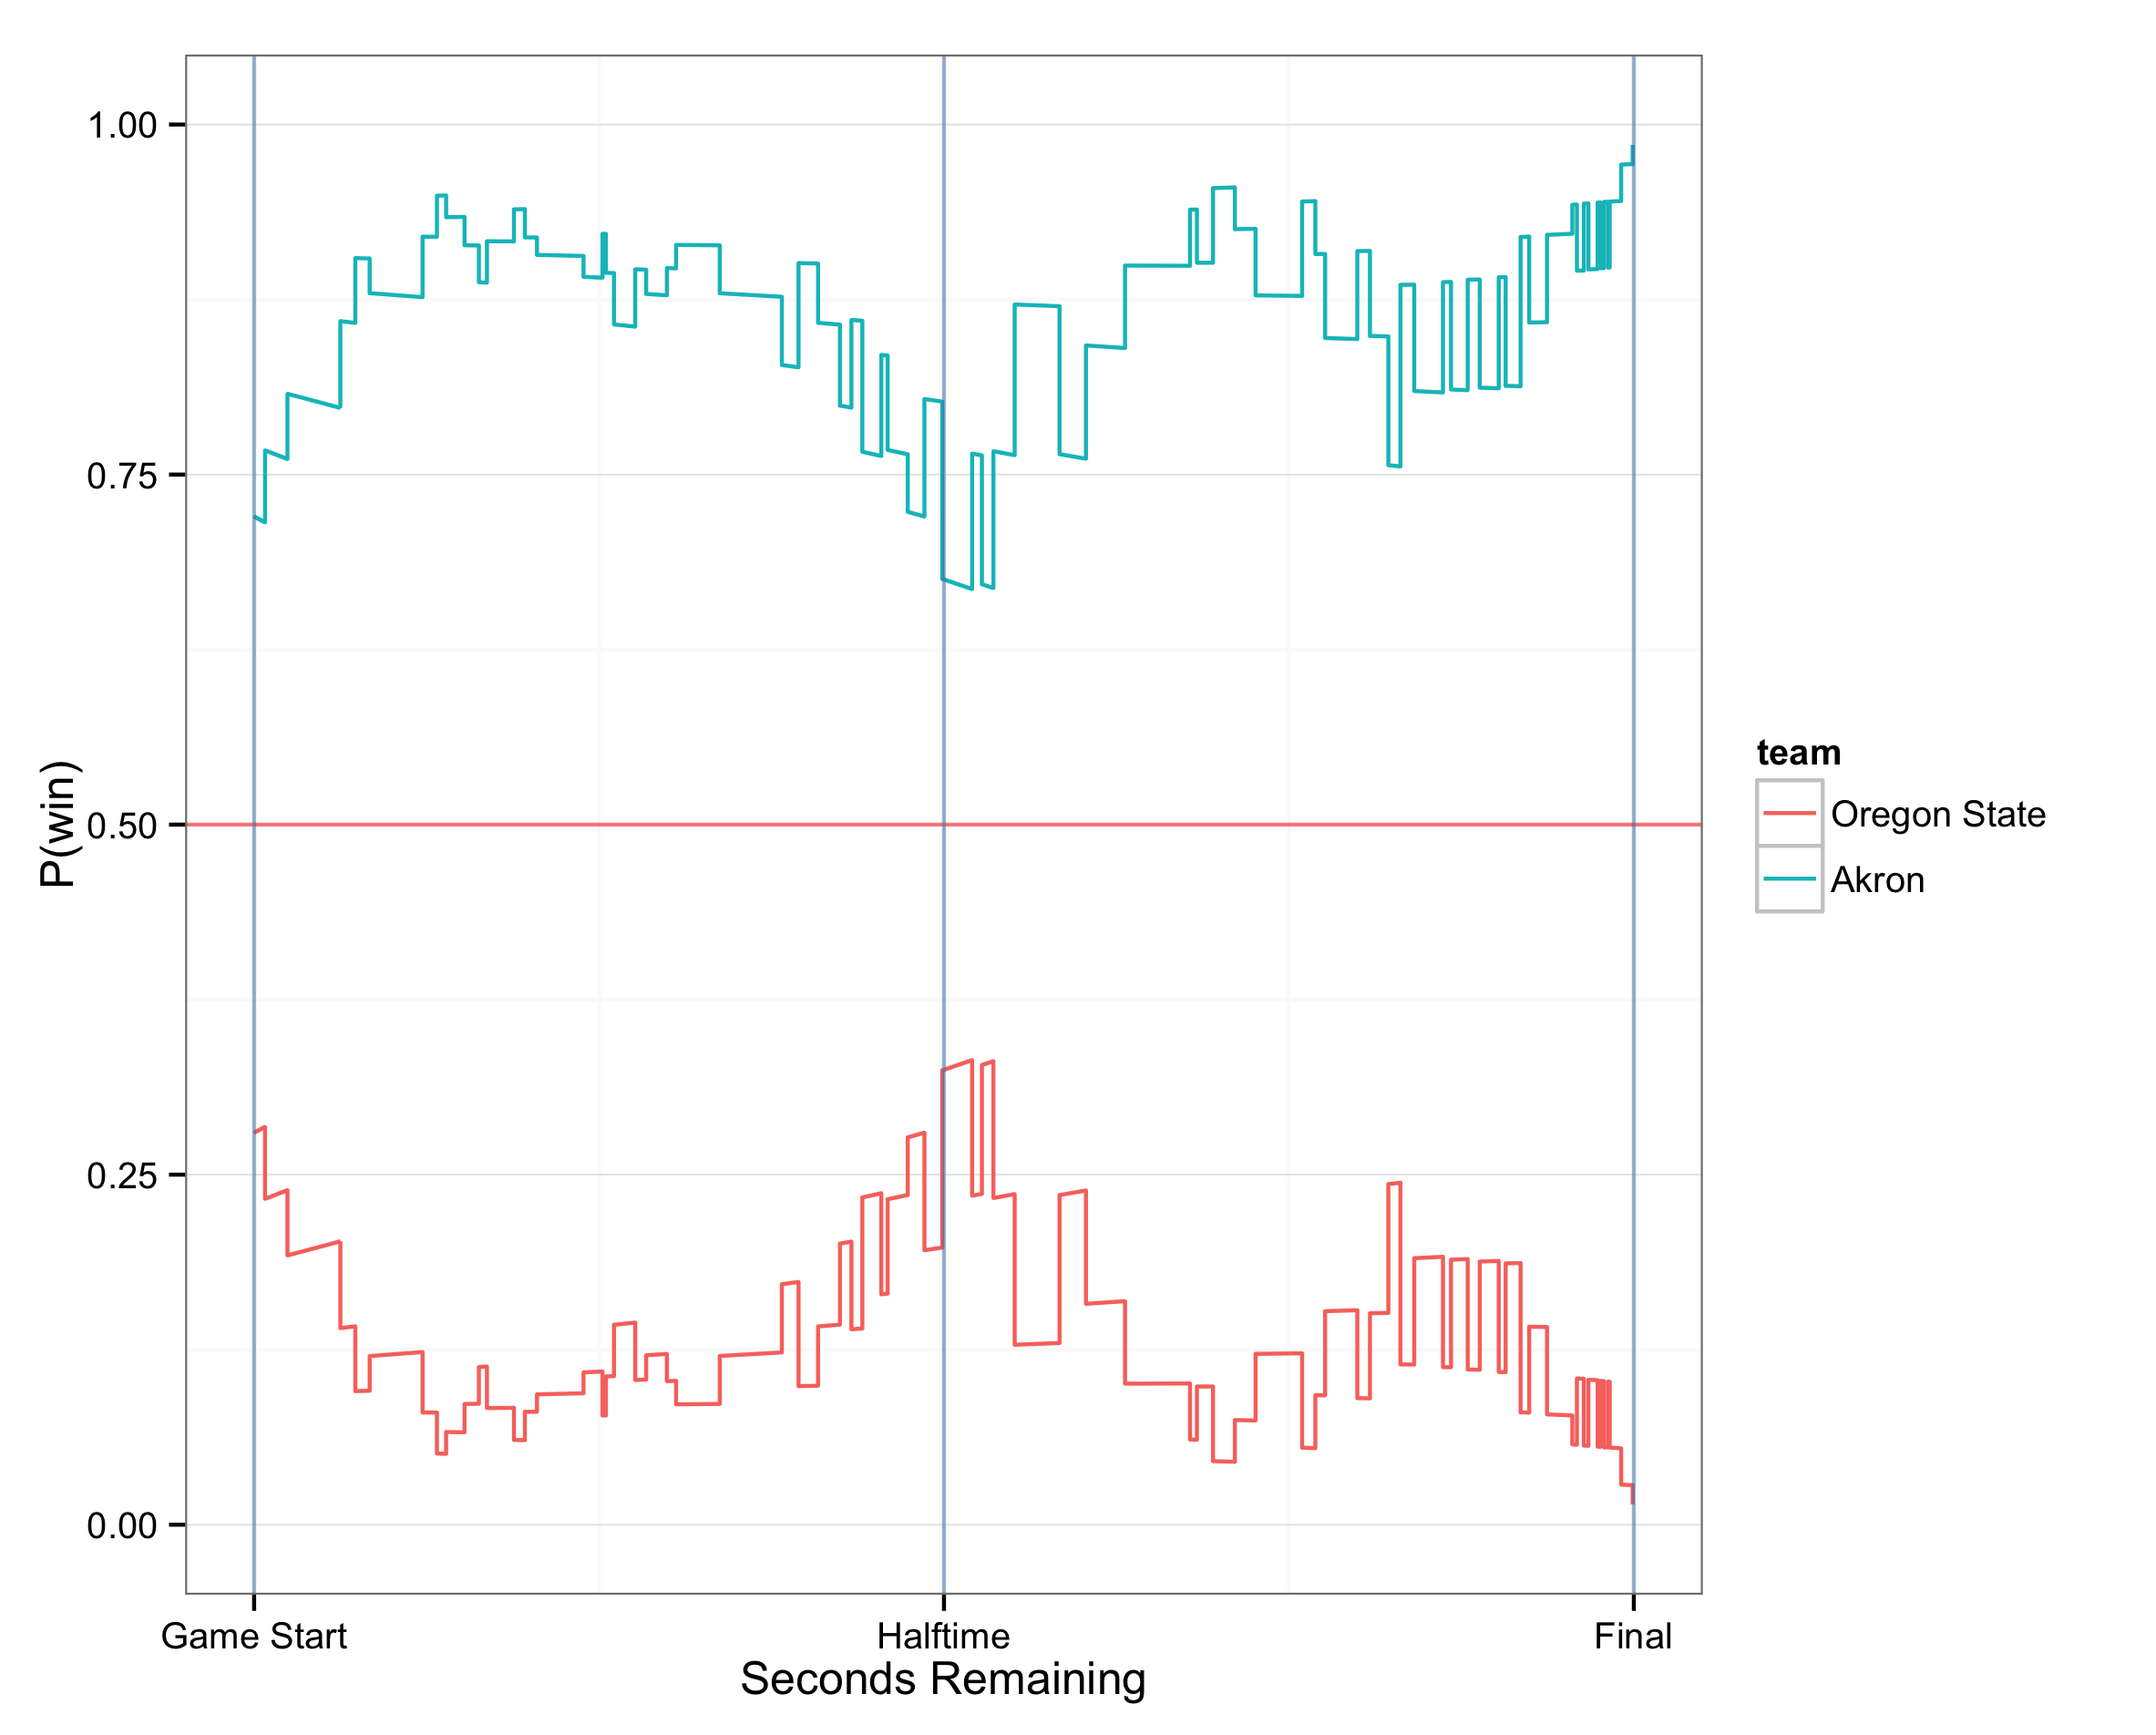 1.00
0.75
0.50
0.25
0.00
P(win)
Game Start
Halftime
Final
Seconds Remaining
team
Oregon State
Akron